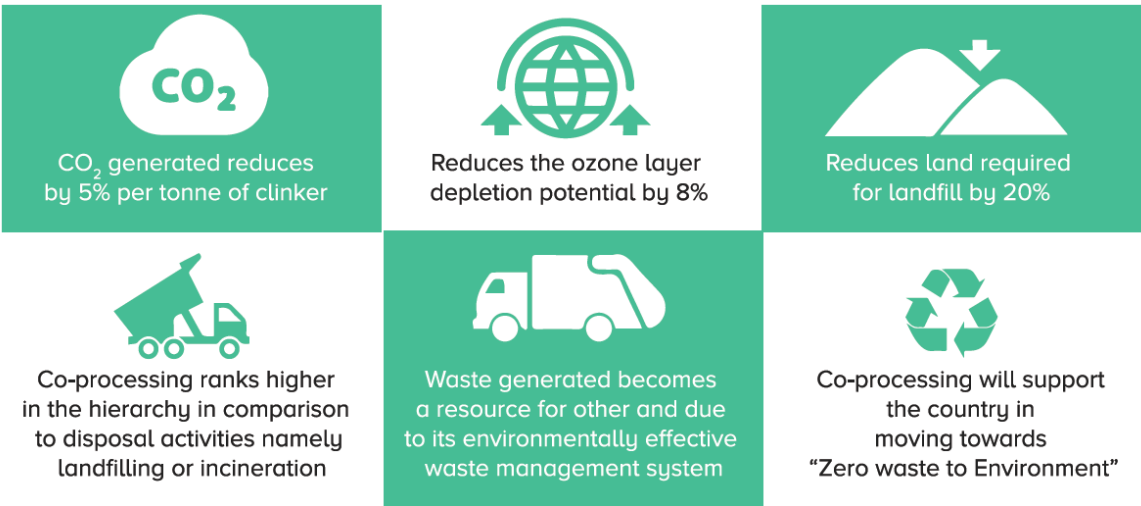 CO₂
CO₂ generated reduces
by 5% per tonne of clinker
Reduces the ozone layer
depletion potential by 8%
Reduces land required
for landfill by 20%
Co-processing ranks higher
in the hierarchy in comparison
to disposal activities namely
landfilling or incineration
Waste generated becomes
a resource for other and due
to its environmentally effective
waste management system
Co-processing will support
the country in
moving towards
“Zero waste to Environment”